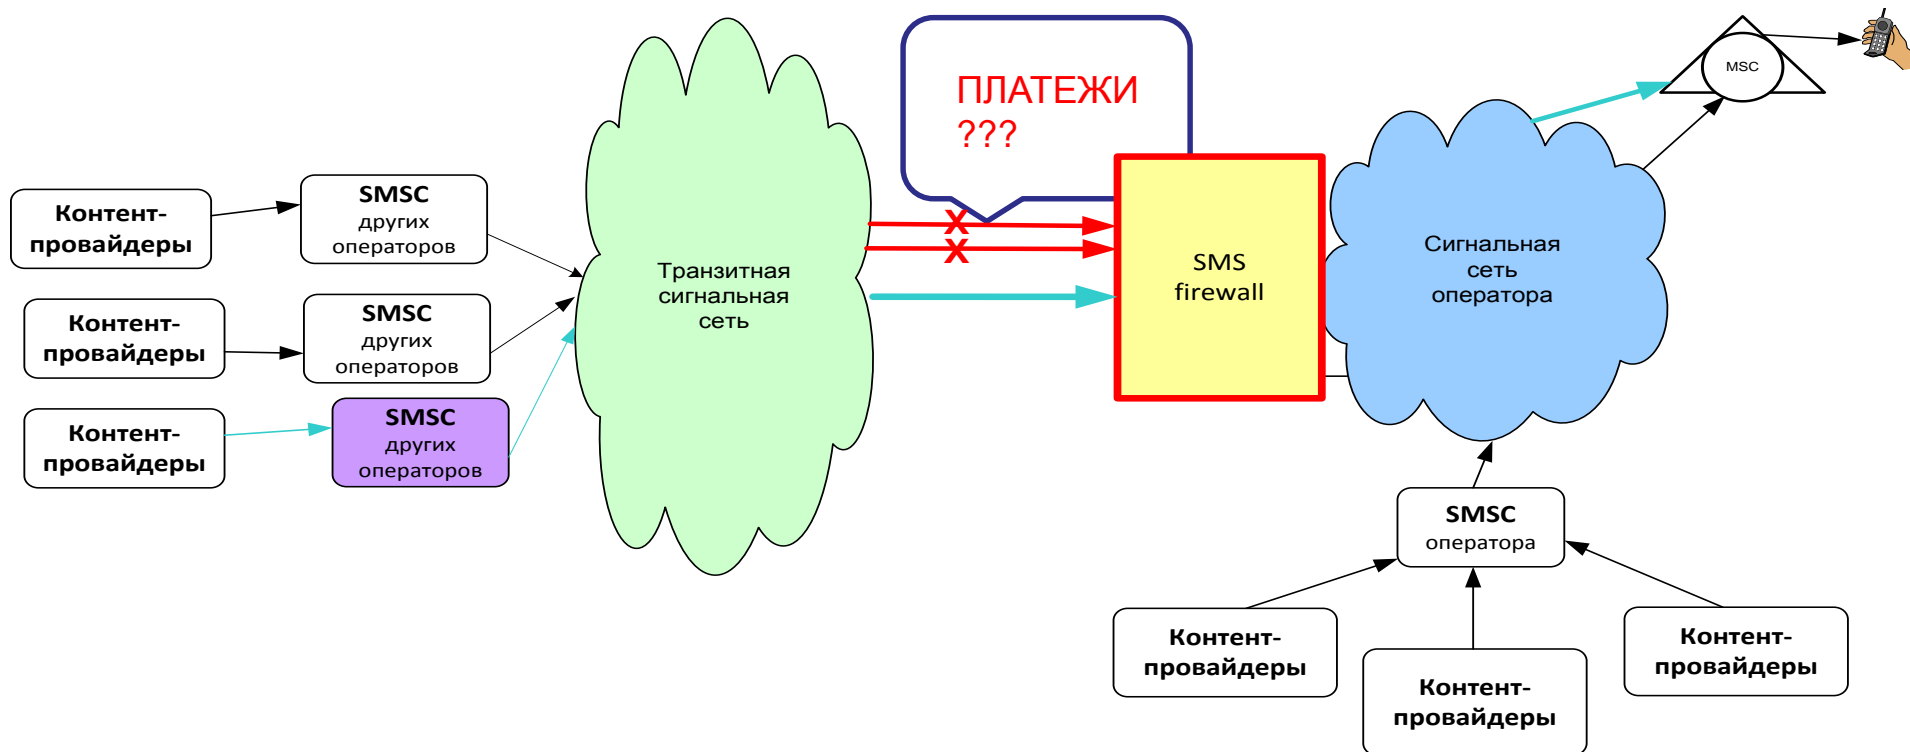 ПЛАТЕЖИ
???
MSC
Контент-
провайдеры
SMSC
других
операторов
Контент-
провайдеры
SMSC
других
операторов
Контент-
провайдеры
SMSC
других
операторов
Транзитная
сигнальная
сеть
X
X
SMS
firewall
Сигнальная
сеть
оператора
SMSC
оператора
Контент-
провайдеры
Контент-
провайдеры
Контент-
провайдеры